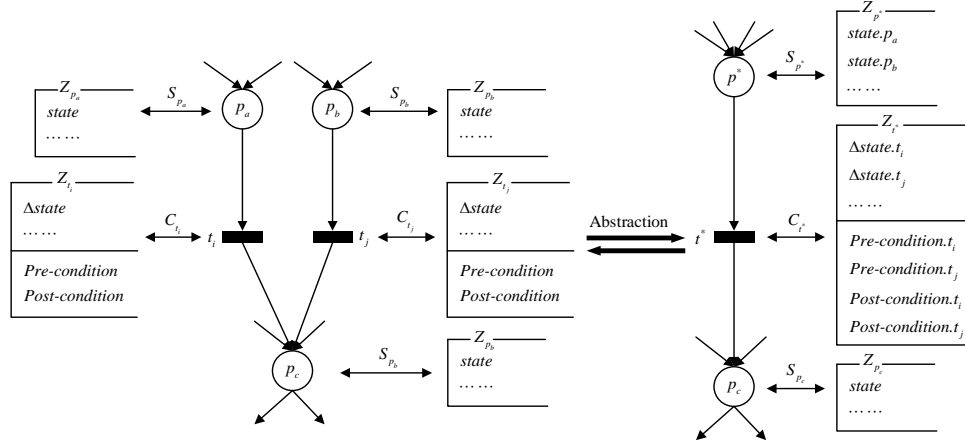 Z_{p_a}
state
... ...
S_{p_a}
p_a
p_b
S_{p_b}
Z_{p_b}
state
... ...
Z_{t_i}
Δstate
... ...
Pre-condition
Post-condition
C_{t_i}
t_i
t_j
C_{t_j}
Z_{t_j}
Δstate
... ...
Pre-condition
Post-condition
p_c
S_{p_b}
Z_{p_b}
state
... ...
Abstraction
p^*
S_{p^*}
Z_{p^*}
state.p_a
state.p_b
... ...
t^*
C_{t^*}
Z_{t^*}
Δstate.t_i
Δstate.t_j
... ...
Pre-condition.t_i
Pre-condition.t_j
Post-condition.t_i
Post-condition.t_j
p_c
S_{p_c}
Z_{p_c}
state
... ...